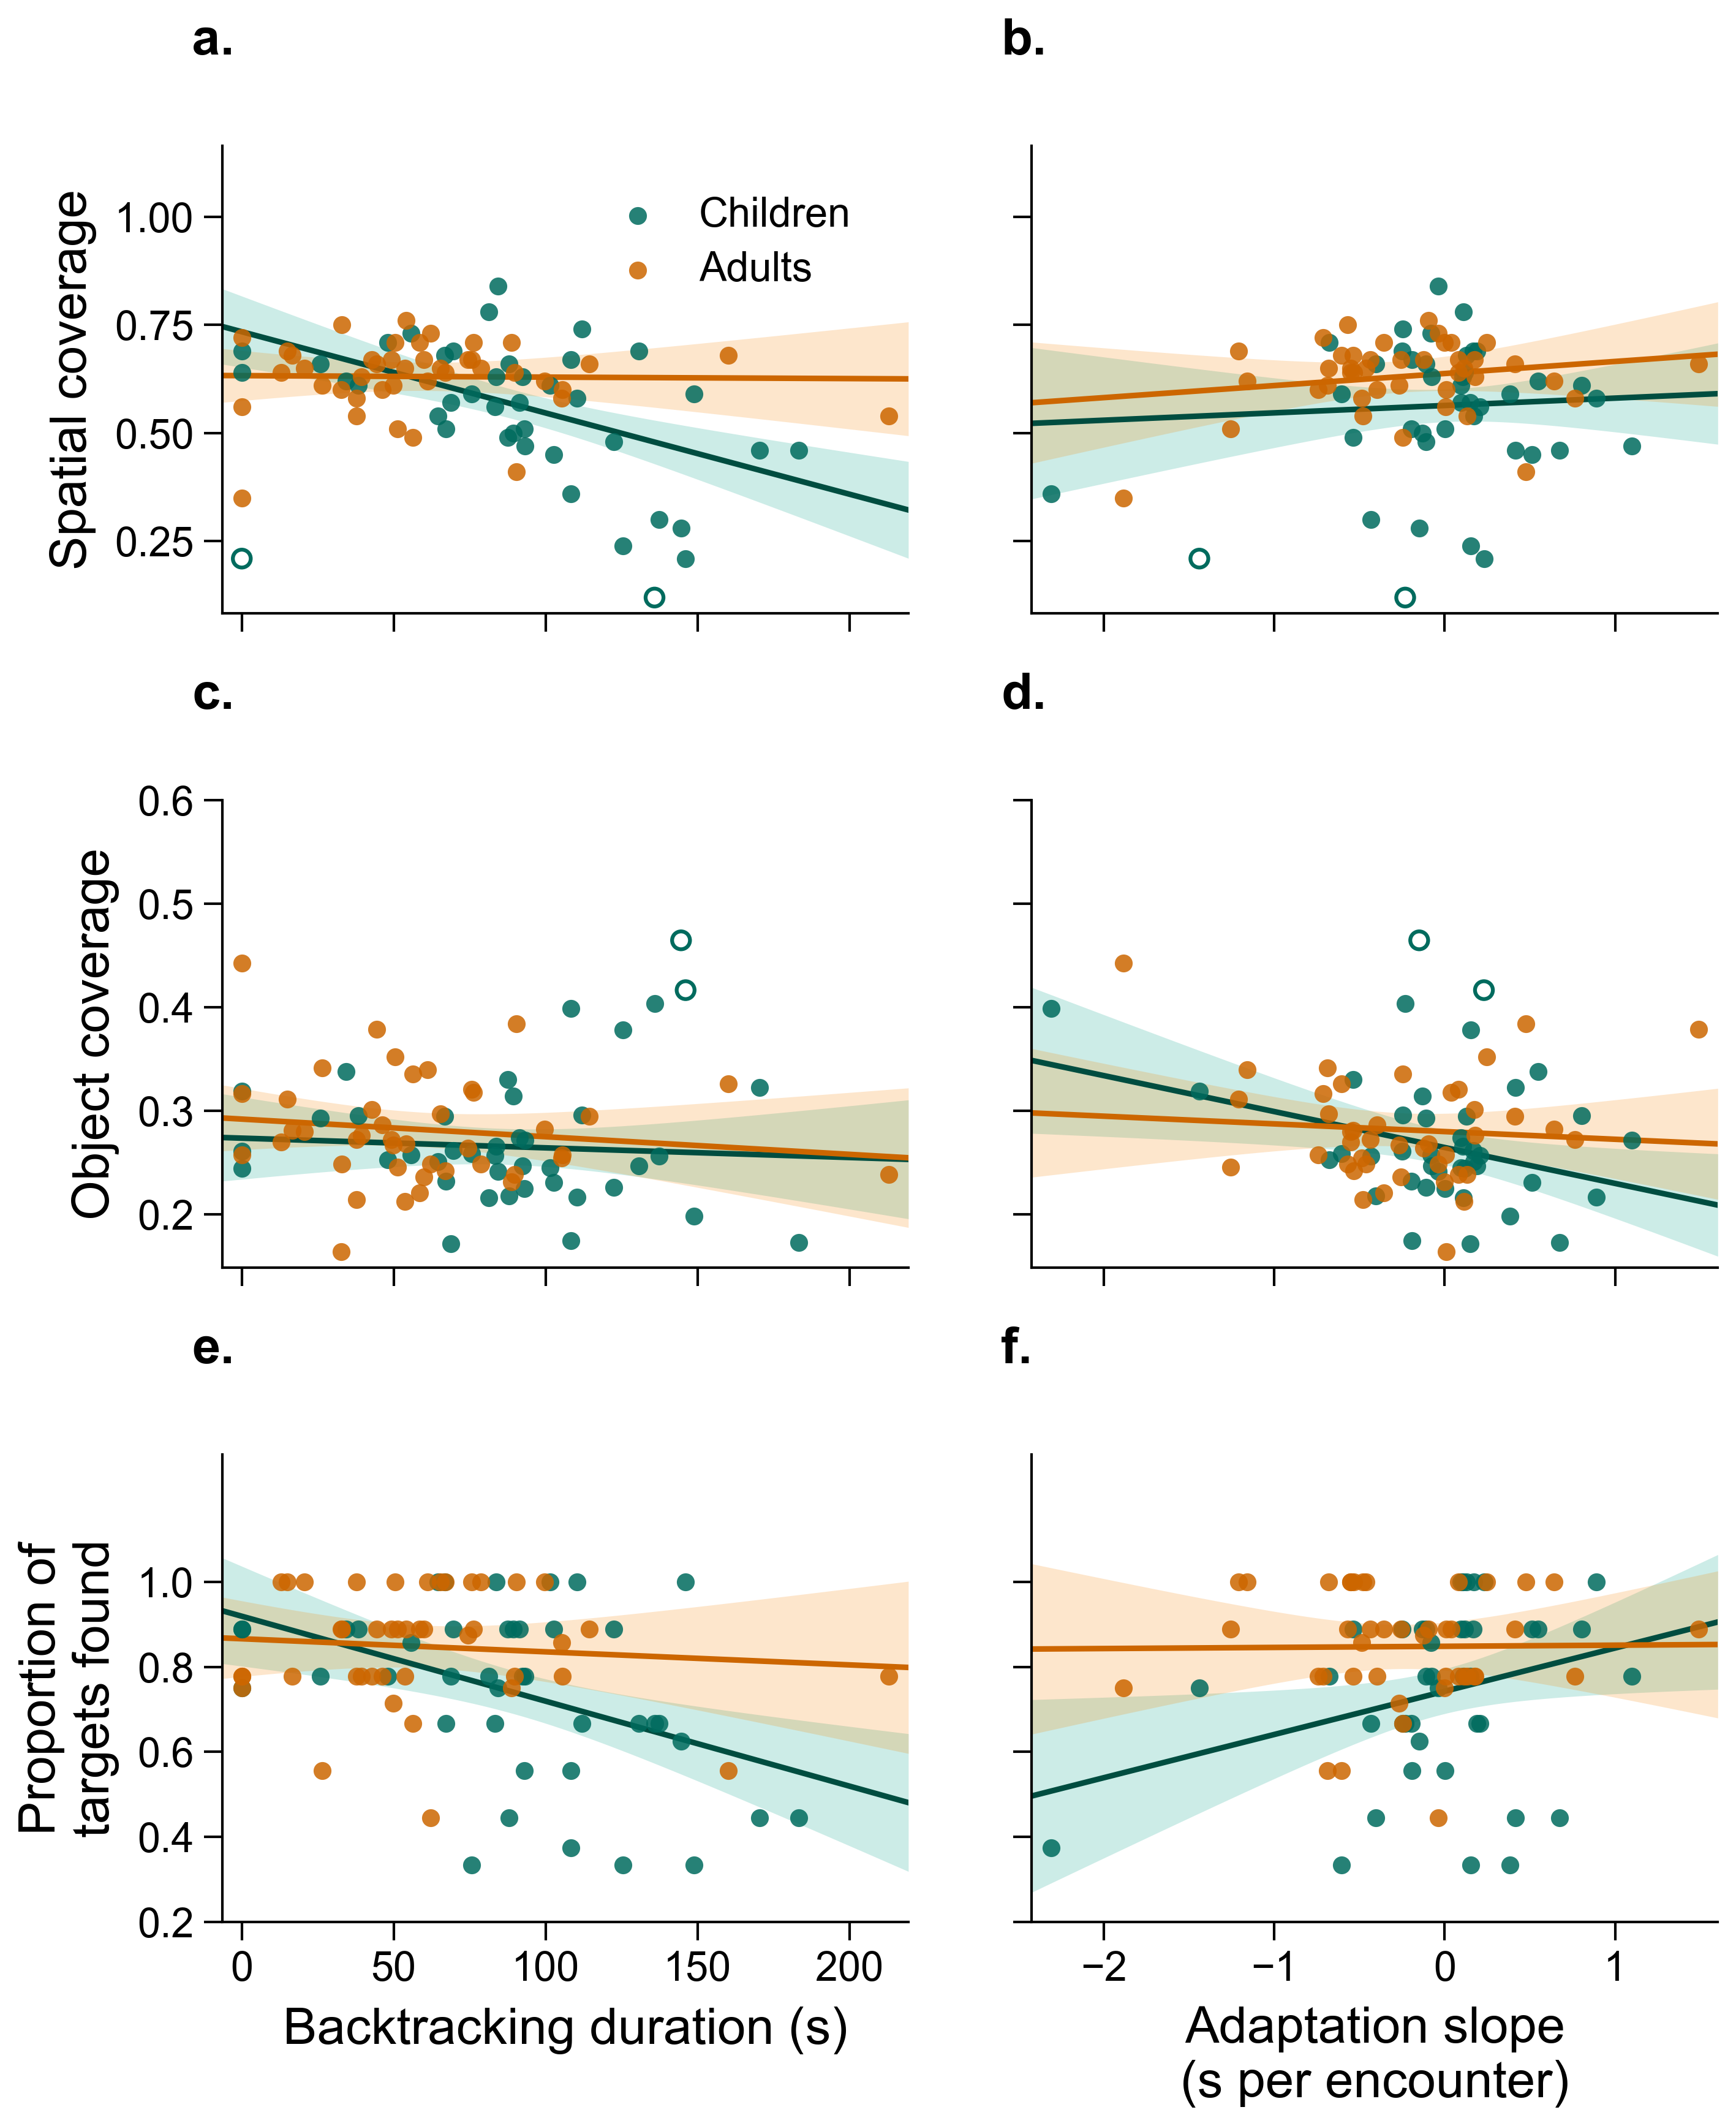 a.
b.
Spatial coverage
1.00
0.75
0.50
0.25
Children
Adults
c.
d.
Object coverage
0.6
0.5
0.4
0.3
0.2
e.
f.
Proportion of
targets found
1.0
0.8
0.6
0.4
0.2
0 50 100 150 200
−2 −1 0 1
Backtracking duration (s)
Adaptation slope
(s per encounter)